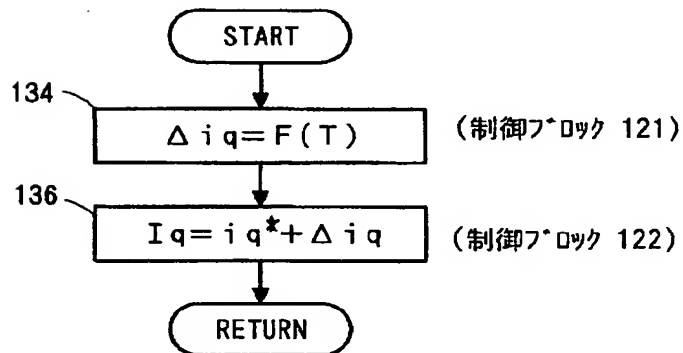 START
134
Δiq=F(T)
(制御ブロック 121)
136
Iq=iq*+Δiq
(制御ブロック 122)
RETURN